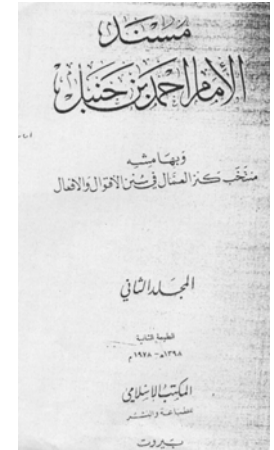 مسند
الإمام أحمد بن حنبل
وبهامشه
منتخب كنز العمال في سنن الأقوال والأفعال
المجلد الثاني
الطبعة الثانية
١٣٩٨هـ - ١٩٧٨م
المكتب الإسلامي
للطباعة والنشر
بيروت